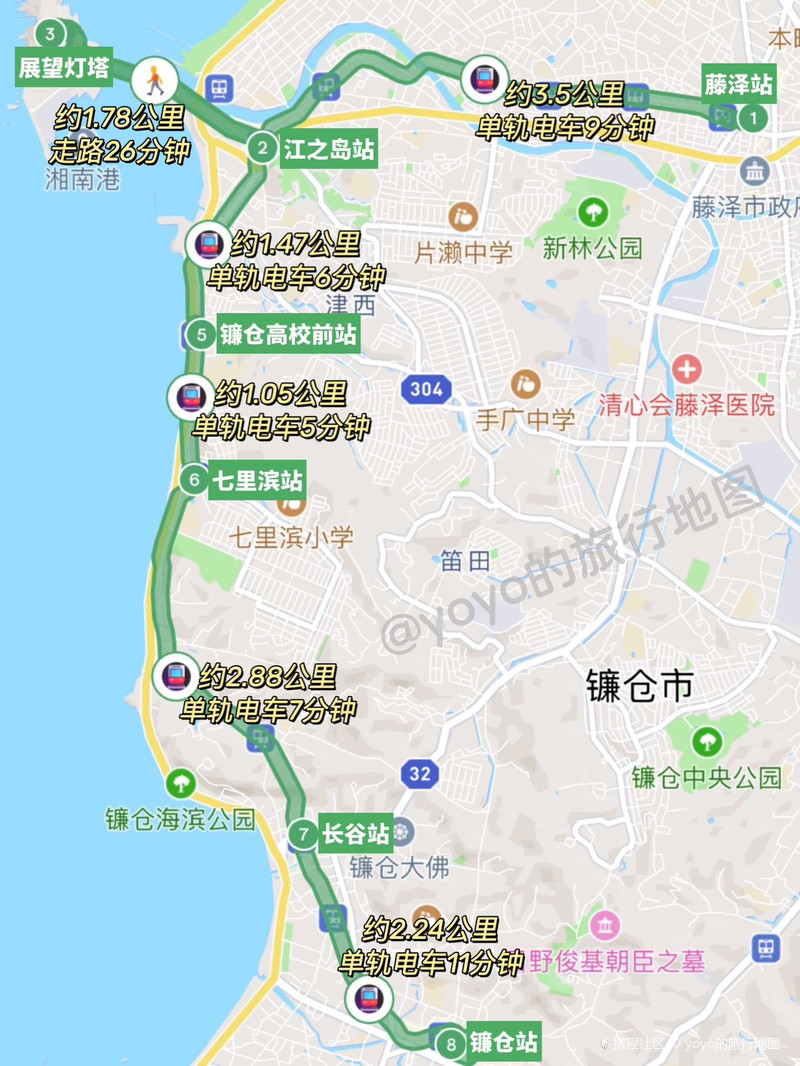 3
展望灯塔
本
约1.78公里
走路26分钟
湘南港
2
江之岛站
约3.5公里
单轨电车9分钟
藤泽站
1
藤泽市政府
约1.47公里
单轨电车6分钟
片濑中学
新林公园
津西
5
镰仓高校前站
304
约1.05公里
单轨电车5分钟
手广中学
清心会藤泽医院
6
七里滨站
七里滨小学
笛田
@yoyo的旅行地图
约2.88公里
单轨电车7分钟
镰仓市
32
镰仓中央公园
镰仓海滨公园
7
长谷站
镰仓大佛
约2.24公里
单轨电车11分钟
野俊基朝臣之墓
8
镰仓站
携程社区 @yoyo的旅行地图